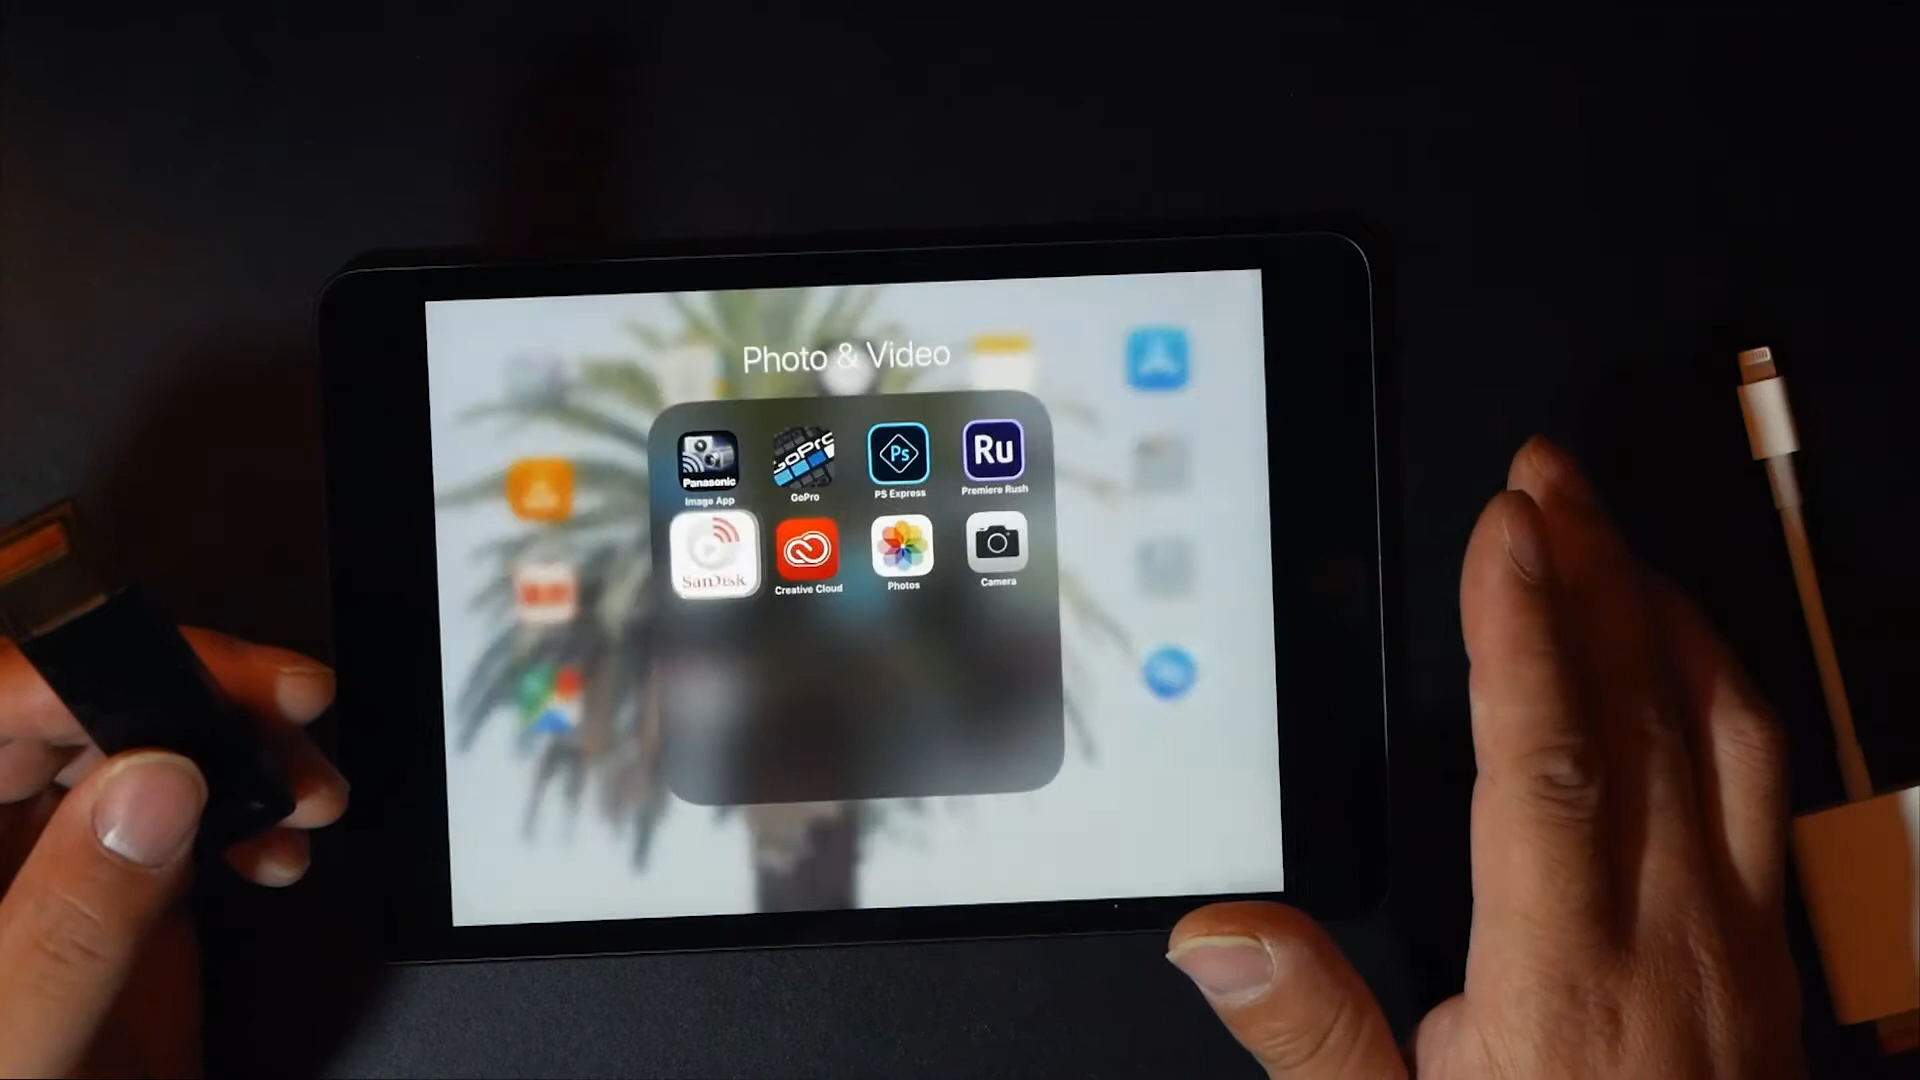 Photo & Video
Panasonic
GoPro
Ps
Ru
Image App
GoPro
PS Express
Premiere Rush
SanDisk
Creative Cloud
Photos
Camera